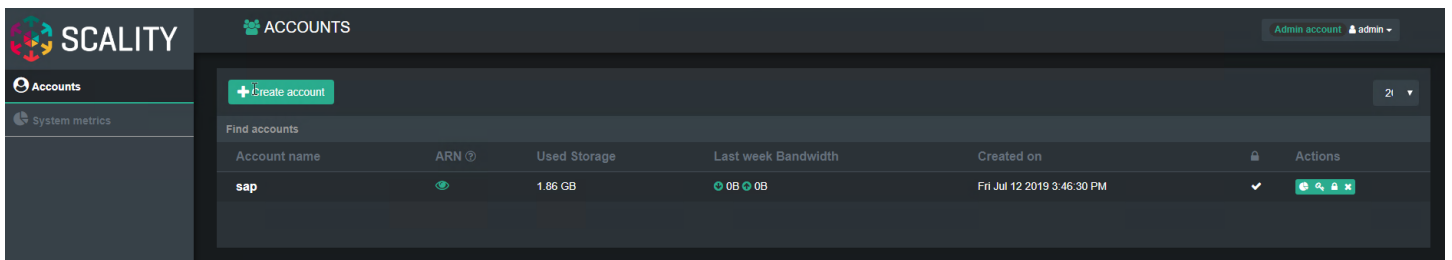 SCALITY
ACCOUNTS
Admin account admin
Accounts
System metrics
Create account
Find accounts
Account name ARN Used Storage Last week Bandwidth Created on Actions
sap 1.86 GB 0B 0B Fri Jul 12 2019 3:46:30 PM